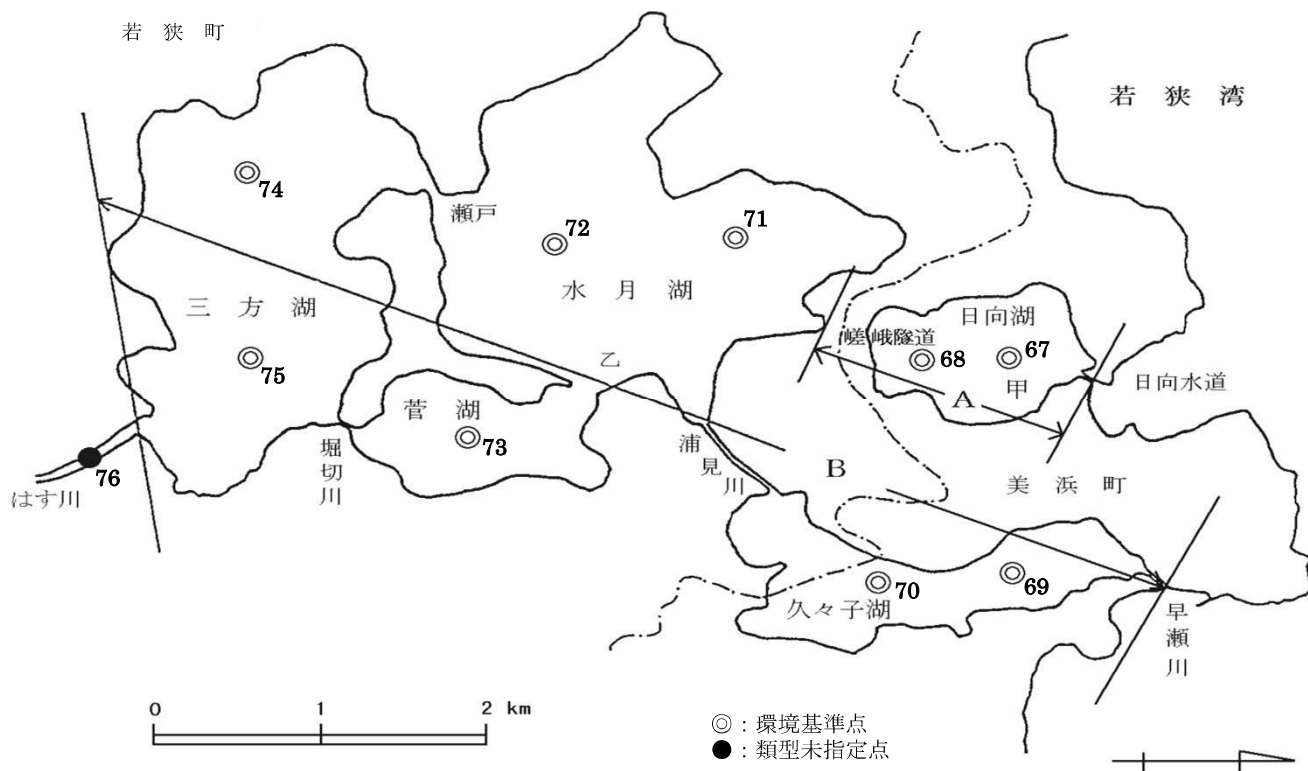 若狭町
若狭湾
74
瀬戸
72
71
水月湖
三方湖
日向湖
嵯峨隧道
68
67
75
乙
甲
A
日向水道
菅湖
73
堀切川
浦見川
B
美浜町
76
はす川
70
69
久々子湖
早瀬川
0 1 2 km
◎：環境基準点
●：類型未指定点